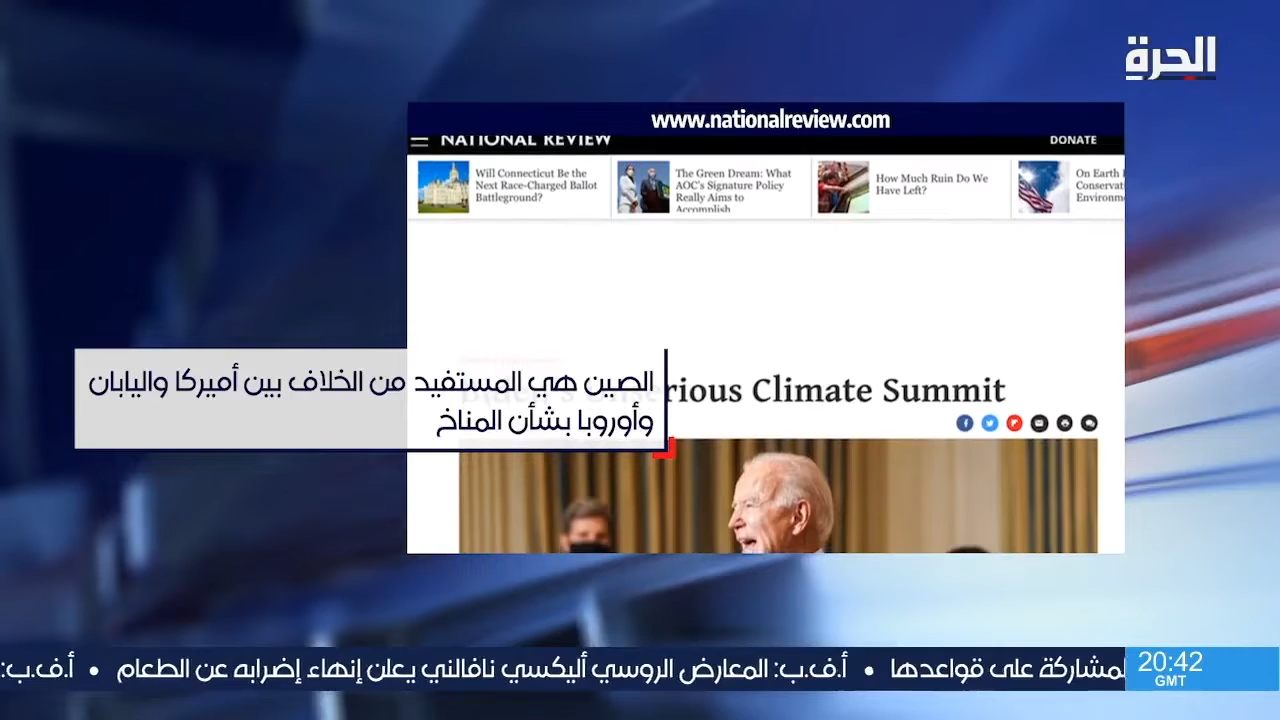 الحرة
www.nationalreview.com
NATIONAL REVIEW
DONATE
Will Connecticut Be the
Next Race-Charged Ballot
Battleground?
The Green Dream: What
AOC's Signature Policy
Really Aims to
Accomplish
How Much Ruin Do We
Have Left?
On Earth
Conservat
Environm
الصين هي المستفيد من الخلاف بين أميركا واليابان
وأوروبا بشأن المناخ
rious Climate Summit
لمشاركة على قواعدها • أ.ف.ب: المعارض الروسي أليكسي نافالني يعلن إنهاء إضرابه عن الطعام • أ.ف.ب:
20:42
GMT